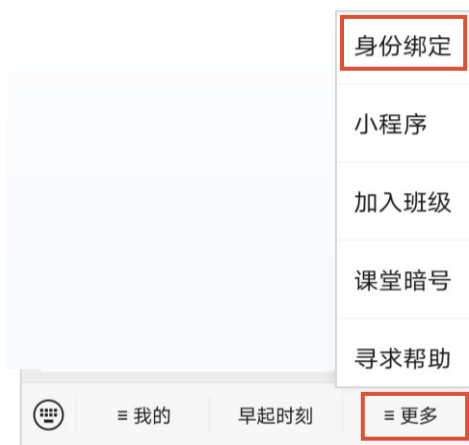 身份绑定
小程序
加入班级
课堂暗号
寻求帮助
≡ 我的 早起时刻 ≡ 更多